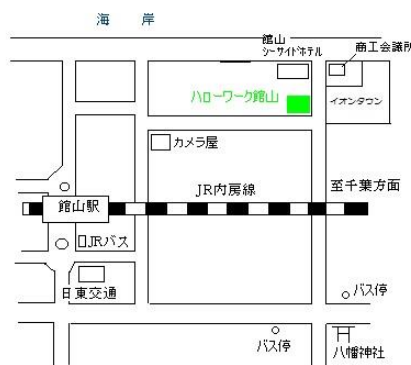 海 岸
館山
シーサイドホテル
商工会議所
ハローワーク館山
イオンタウン
カメラ屋
JR内房線
至千葉方面
館山駅
JRバス
日東交通
バス停
バス停
八幡神社